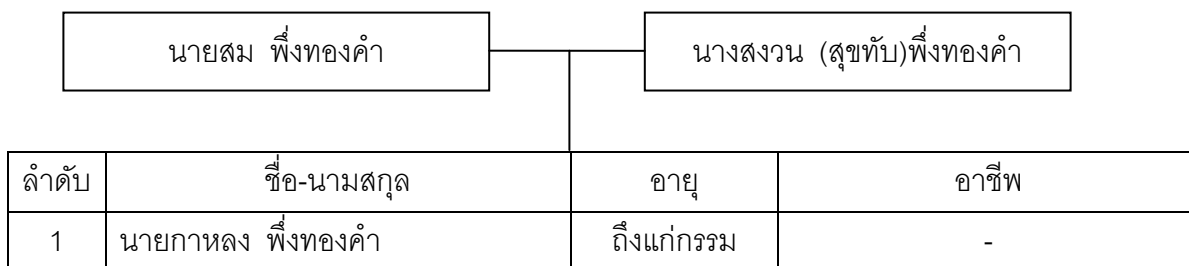 นายสม พึ่งทองคำ นางสงวน (สุขทับ)พึ่งทองคำ
ลำดับ ชื่อ-นามสกุล อายุ อาชีพ
1 นายกาหลง พึ่งทองคำ ถึงแก่กรรม -